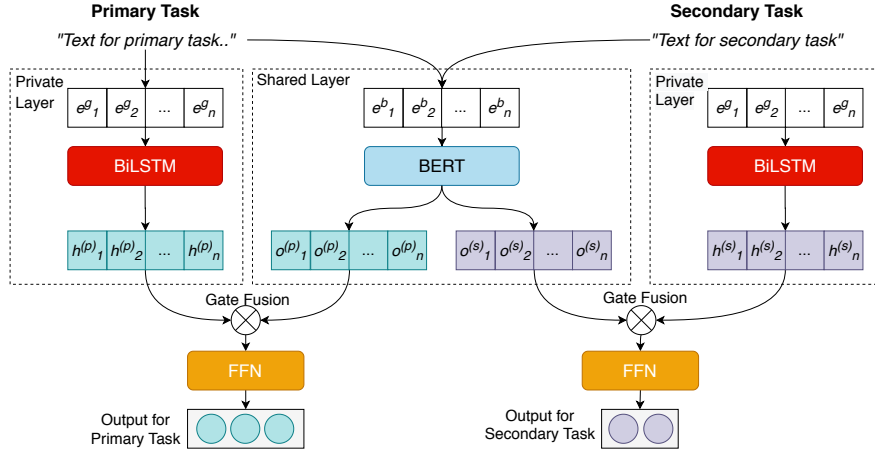 Primary Task
Secondary Task
"Text for primary task.."
"Text for secondary task"
Private
Layer
Shared Layer
Private
Layer
e^g_1 e^g_2 ... e^g_n
e^b_1 e^b_2 ... e^b_n
e^g_1 e^g_2 ... e^g_n
BiLSTM
BERT
BiLSTM
h^(p)_1 h^(p)_2 ... h^(p)_n
o^(p)_1 o^(p)_2 ... o^(p)_n
o^(s)_1 o^(s)_2 ... o^(s)_n
h^(s)_1 h^(s)_2 ... h^(s)_n
Gate Fusion
Gate Fusion
FFN
FFN
Output for
Primary Task
Output for
Secondary Task